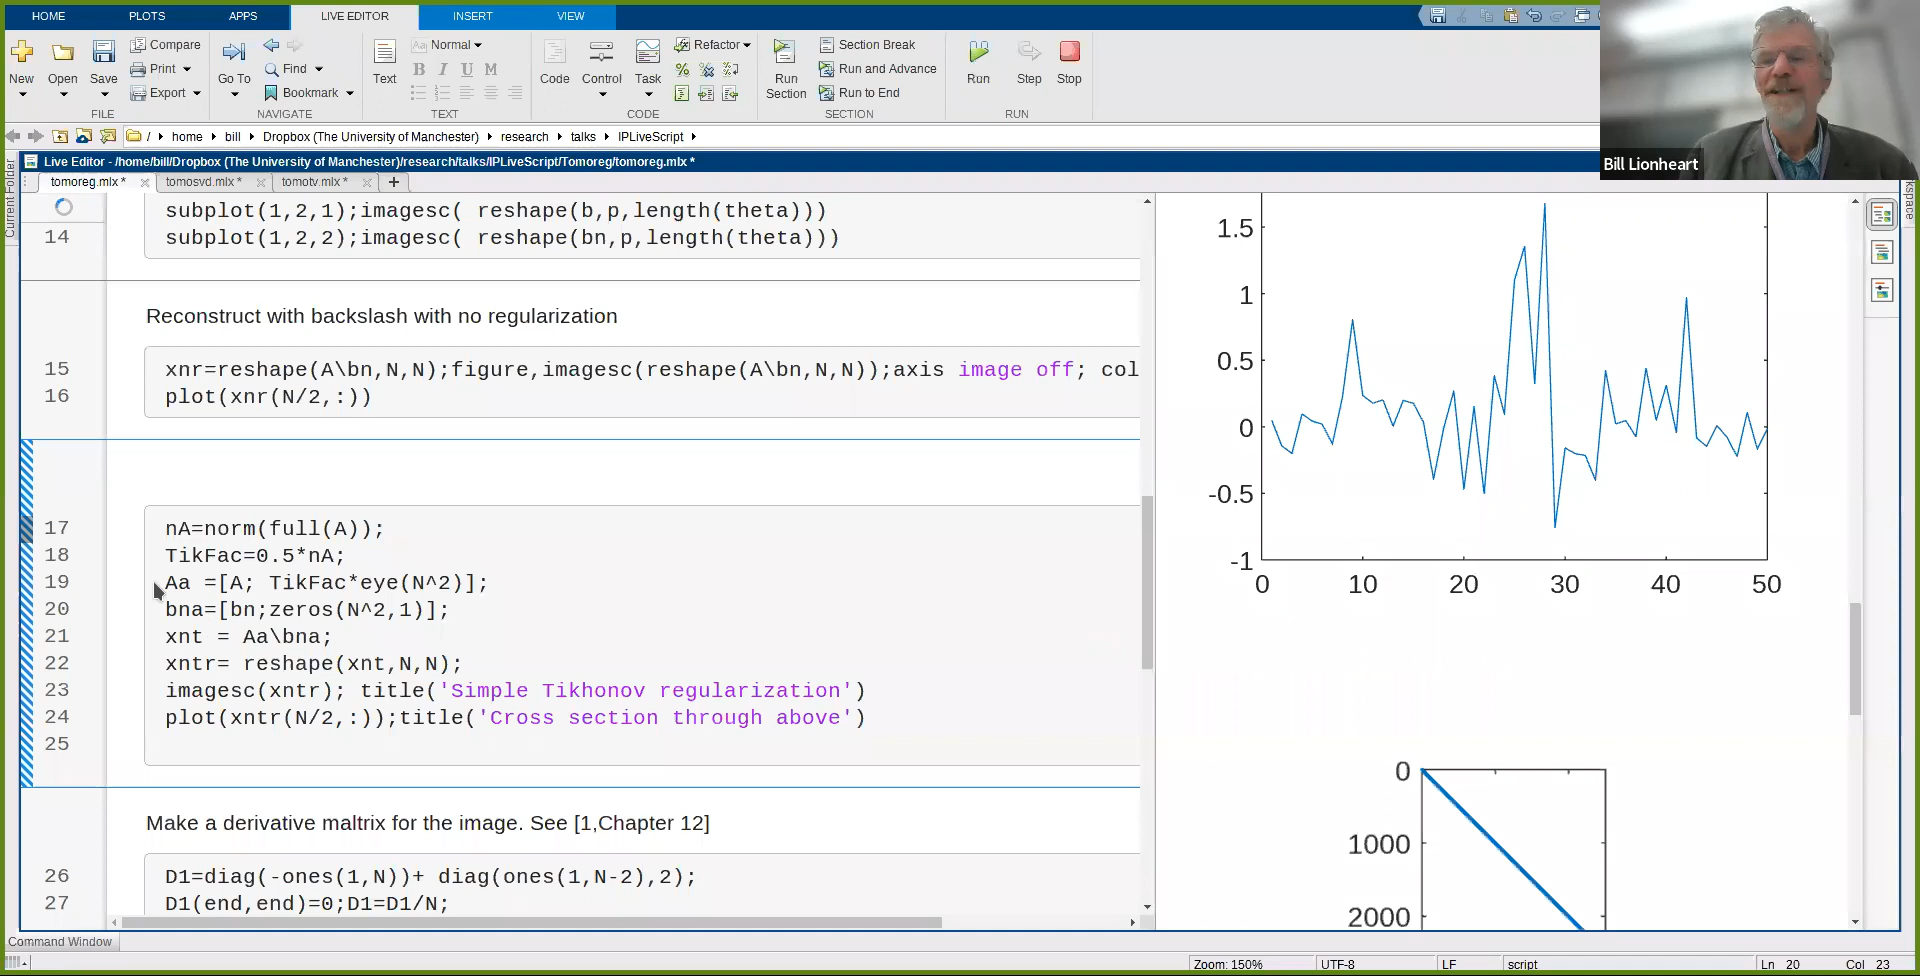 HOME PLOTS APPS LIVE EDITOR INSERT VIEW
New Open Save Compare Print Export
FILE
Go To Find Bookmark
NAVIGATE
Text Aa Normal B I U M
TEXT
Code Control Task Refactor
CODE
Run Section Section Break Run and Advance Run to End
SECTION
Run Step Stop
RUN
/ home bill Dropbox (The University of Manchester) research talks IPLiveScript
Bill Lionheart
Current Folder
Live Editor - /home/bill/Dropbox (The University of Manchester)/research/talks/IPLiveScript/Tomoreg/tomoreg.mlx *
tomoreg.mlx * tomosvd.mlx * tomotv.mlx * +
subplot(1,2,1);imagesc( reshape(b,p,length(theta)))
14 subplot(1,2,2);imagesc( reshape(bn,p,length(theta)))
Reconstruct with backslash with no regularization
15 xnr=reshape(A\bn,N,N);figure,imagesc(reshape(A\bn,N,N));axis image off; col
16 plot(xnr(N/2,:))
17 nA=norm(full(A));
18 TikFac=0.5*nA;
19 Aa =[A; TikFac*eye(N^2)];
20 bna=[bn;zeros(N^2,1)];
21 xnt = Aa\bna;
22 xntr= reshape(xnt,N,N);
23 imagesc(xntr); title('Simple Tikhonov regularization')
24 plot(xntr(N/2,:));title('Cross section through above')
25
Make a derivative maltrix for the image. See [1,Chapter 12]
26 D1=diag(-ones(1,N))+ diag(ones(1,N-2),2);
27 D1(end,end)=0;D1=D1/N;
1.5
1
0.5
0
-0.5
-1
0 10 20 30 40 50
0
1000
2000
kspace
Command Window
Zoom: 150% UTF-8 LF script Ln 20 Col 23